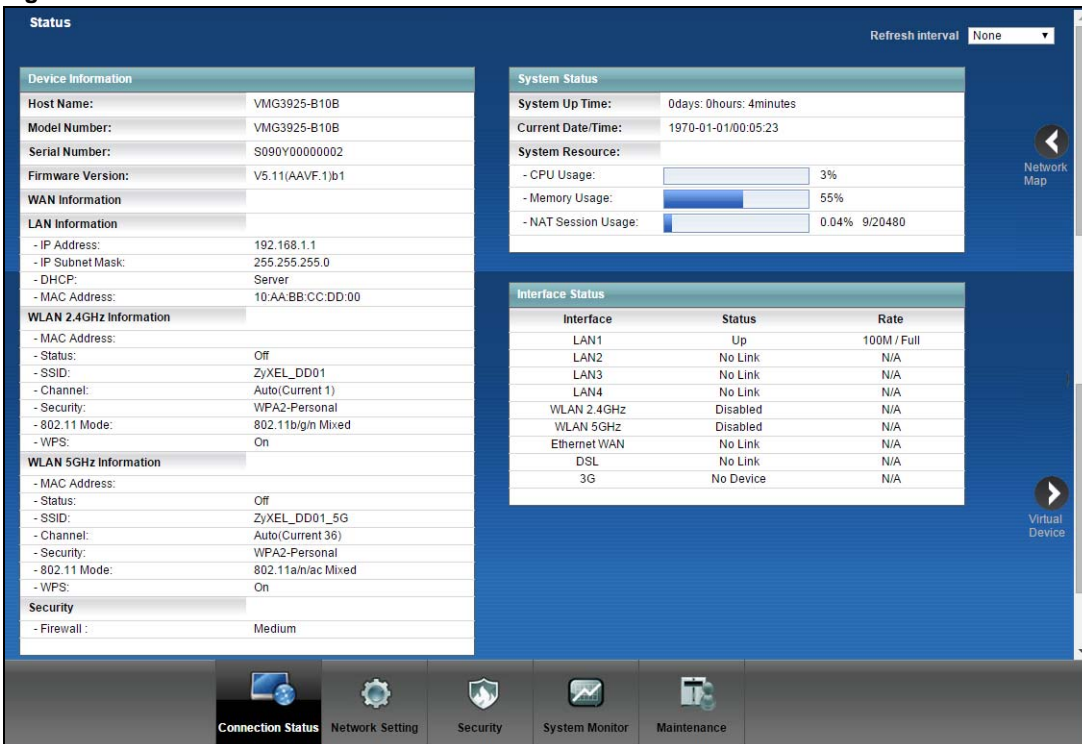 Status
Refresh interval None
Device Information
Host Name: VMG3925-B10B
Model Number: VMG3925-B10B
Serial Number: S090Y00000002
Firmware Version: V5.11(AAVF.1)b1
WAN Information
LAN Information
- IP Address: 192.168.1.1
- IP Subnet Mask: 255.255.255.0
- DHCP: Server
- MAC Address: 10:AA:BB:CC:DD:00
WLAN 2.4GHz Information
- MAC Address:
- Status: Off
- SSID: ZyXEL_DD01
- Channel: Auto(Current 1)
- Security: WPA2-Personal
- 802.11 Mode: 802.11b/g/n Mixed
- WPS: On
WLAN 5GHz Information
- MAC Address:
- Status: Off
- SSID: ZyXEL_DD01_5G
- Channel: Auto(Current 36)
- Security: WPA2-Personal
- 802.11 Mode: 802.11a/n/ac Mixed
- WPS: On
Security
- Firewall : Medium
System Status
System Up Time: 0days: 0hours: 4minutes
Current Date/Time: 1970-01-01/00:05:23
System Resource:
- CPU Usage: 3%
- Memory Usage: 55%
- NAT Session Usage: 0.04% 9/20480
Interface Status
Interface Status Rate
LAN1 Up 100M / Full
LAN2 No Link N/A
LAN3 No Link N/A
LAN4 No Link N/A
WLAN 2.4GHz Disabled N/A
WLAN 5GHz Disabled N/A
Ethernet WAN No Link N/A
DSL No Link N/A
3G No Device N/A
Network
Map
Virtual
Device
Connection Status Network Setting Security System Monitor Maintenance